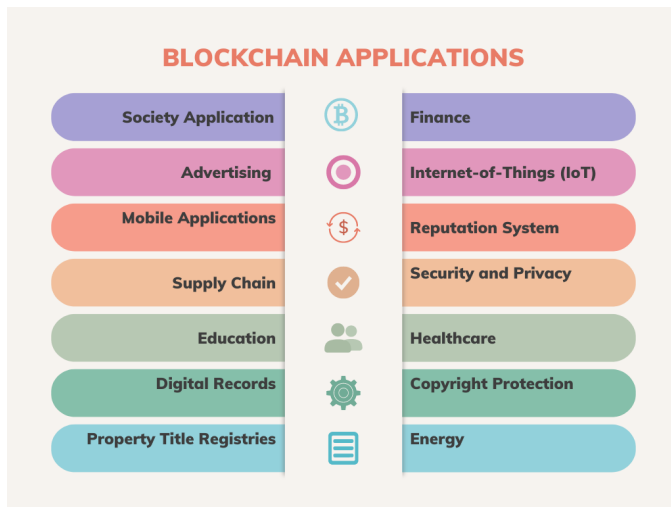 BLOCKCHAIN APPLICATIONS
Society Application
Finance
Advertising
Internet-of-Things (IoT)
Mobile Applications
Reputation System
$
Supply Chain
Security and Privacy
Education
Healthcare
Digital Records
Copyright Protection
Property Title Registries
Energy